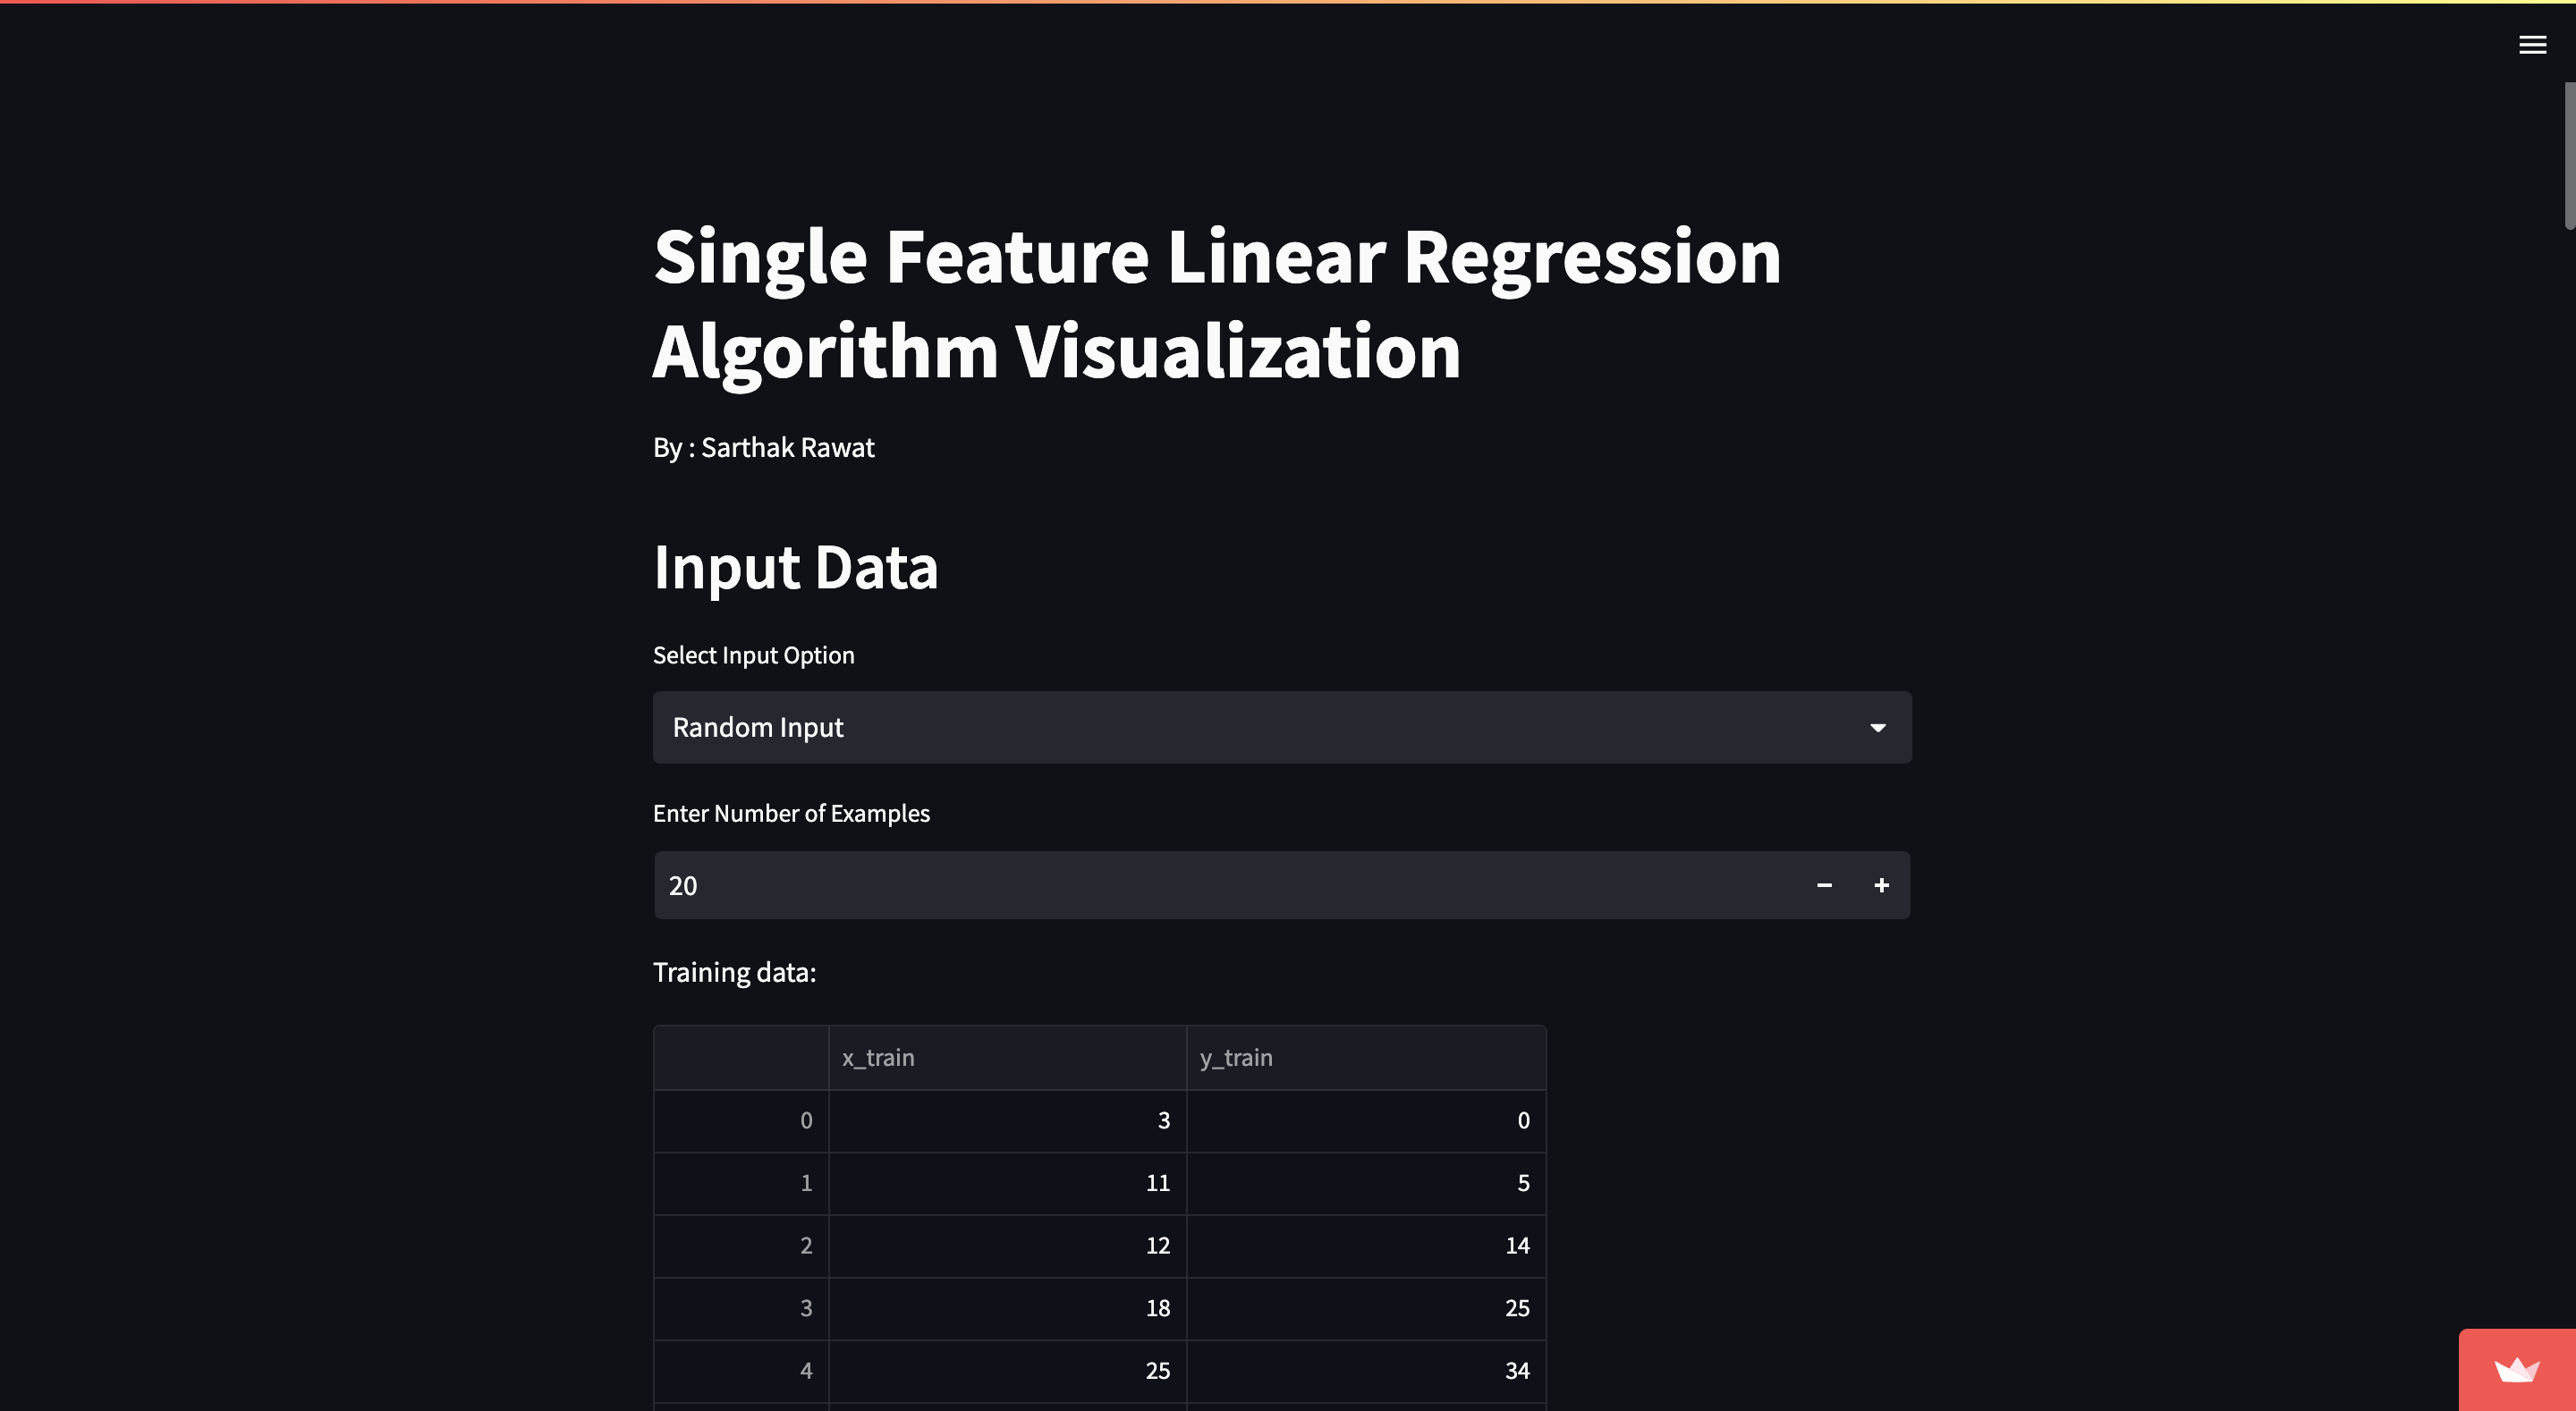 Single Feature Linear Regression
Algorithm Visualization
By : Sarthak Rawat
Input Data
Select Input Option
Random Input
Enter Number of Examples
20 − +
Training data:
x_train y_train
0 3 0
1 11 5
2 12 14
3 18 25
4 25 34